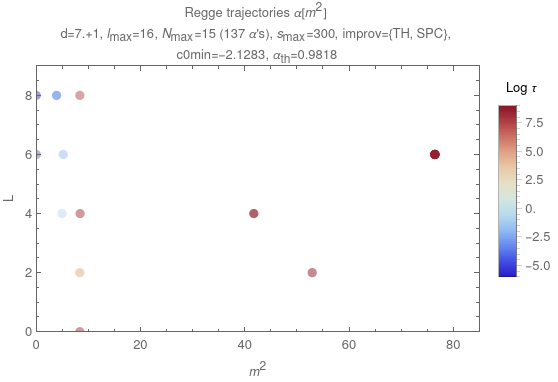 Regge trajectories α[m²]
d=7.+1, lmax=16, Nmax=15 (137 α's), smax=300, improv={TH, SPC},
c0min=−2.1283, αth=0.9818
Log τ
8
6
4
2
0
L
0 20 40 60 80
m²
7.5
5.0
2.5
0.
−2.5
−5.0